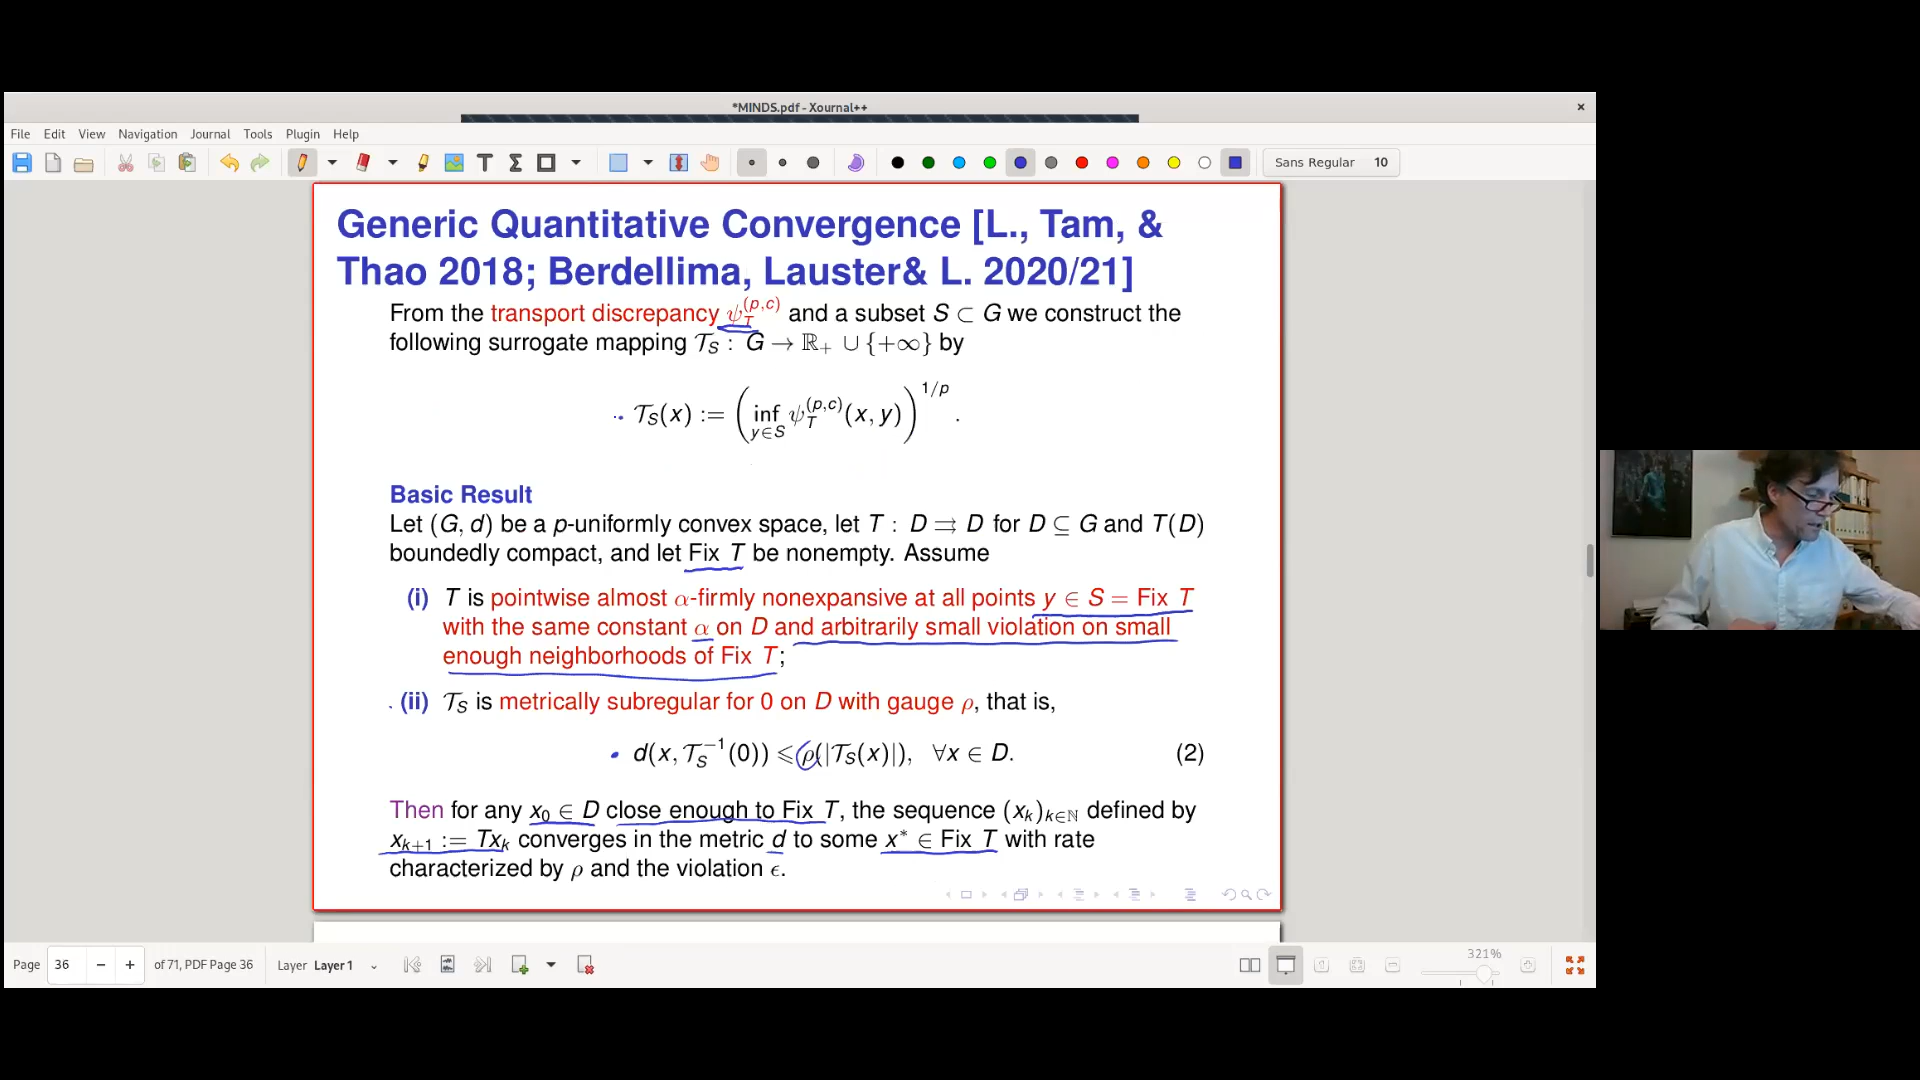 *MINDS.pdf - Xournal++
×
File Edit View Navigation Journal Tools Plugin Help
Sans Regular 10
Generic Quantitative Convergence [L., Tam, &
Thao 2018; Berdellima, Lauster& L. 2020/21]
From the transport discrepancy ψ_T^{(p,c)} and a subset S ⊂ G we construct the
following surrogate mapping 𝒯_S : G → ℝ_+ ∪ {+∞} by
𝒯_S(x) := (inf_{y∈S} ψ_T^{(p,c)}(x, y))^{1/p}.
Basic Result
Let (G, d) be a p-uniformly convex space, let T : D ⇉ D for D ⊆ G and T(D)
boundedly compact, and let Fix T be nonempty. Assume
(i) T is pointwise almost α-firmly nonexpansive at all points y ∈ S = Fix T
with the same constant α on D and arbitrarily small violation on small
enough neighborhoods of Fix T;
(ii) 𝒯_S is metrically subregular for 0 on D with gauge ρ, that is,
d(x, 𝒯_S^{-1}(0)) ⩽ ρ(|𝒯_S(x)|), ∀x ∈ D. (2)
Then for any x_0 ∈ D close enough to Fix T, the sequence (x_k)_{k∈ℕ} defined by
x_{k+1} := Tx_k converges in the metric d to some x* ∈ Fix T with rate
characterized by ρ and the violation ϵ.
Page 36 − + of 71, PDF Page 36 Layer Layer 1 321%